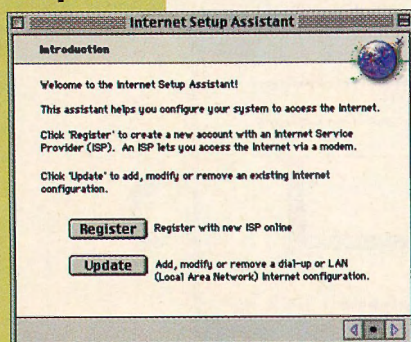 Internet Setup Assistant
Introduction
Welcome to the Internet Setup Assistant!
This assistant helps you configure your system to access the Internet.
Click 'Register' to create a new account with an Internet Service
Provider (ISP). An ISP lets you access the Internet via a modem.
Click 'Update' to add, modify or remove an existing Internet
configuration.
Register Register with new ISP online
Update Add, modify or remove a dial-up or LAN
(Local Area Network) Internet configuration.